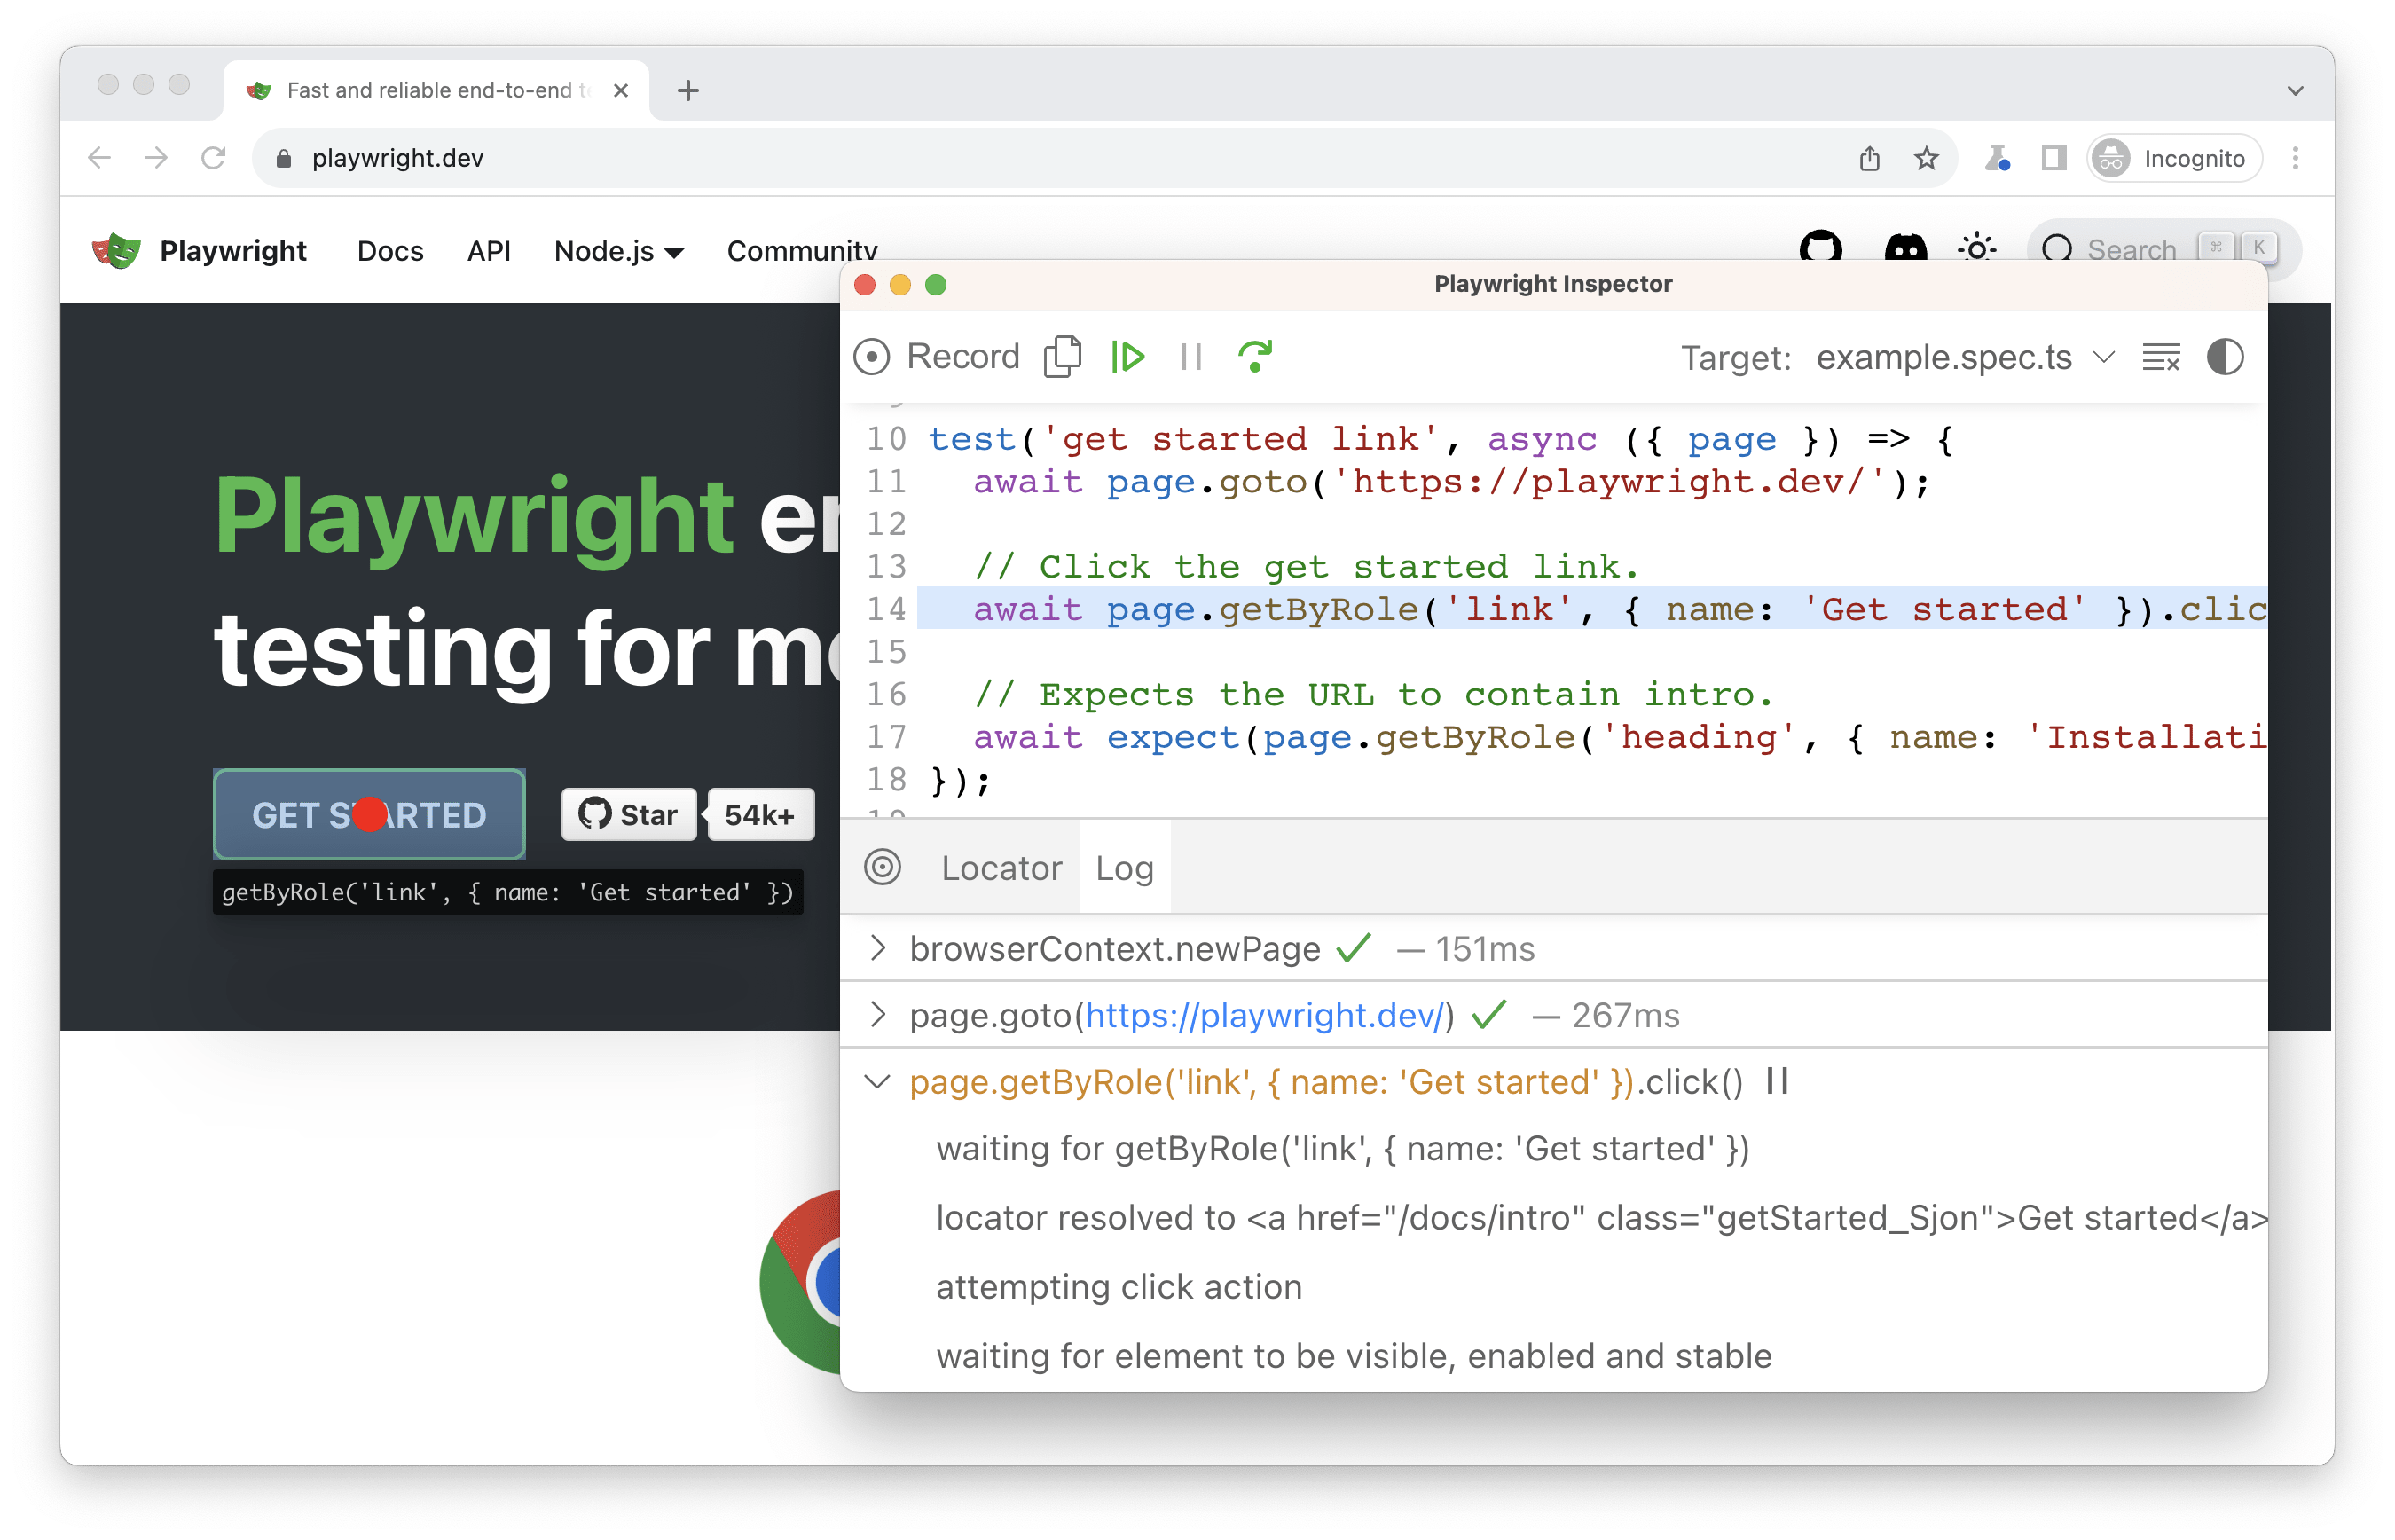 Fast and reliable end-to-end te
playwright.dev
Incognito
Playwright Docs API Node.js Community
Search ⌘ K
Playwright en
testing for mo
GET STARTED
Star 54k+
getByRole('link', { name: 'Get started' })
Playwright Inspector
Record
Target: example.spec.ts
10 test('get started link', async ({ page }) => {
11 await page.goto('https://playwright.dev/');
12
13 // Click the get started link.
14 await page.getByRole('link', { name: 'Get started' }).clic
15
16 // Expects the URL to contain intro.
17 await expect(page.getByRole('heading', { name: 'Installati
18 });
Locator Log
browserContext.newPage — 151ms
page.goto(https://playwright.dev/) — 267ms
page.getByRole('link', { name: 'Get started' }).click()
waiting for getByRole('link', { name: 'Get started' })
locator resolved to <a href="/docs/intro" class="getStarted_Sjon">Get started</a>
attempting click action
waiting for element to be visible, enabled and stable